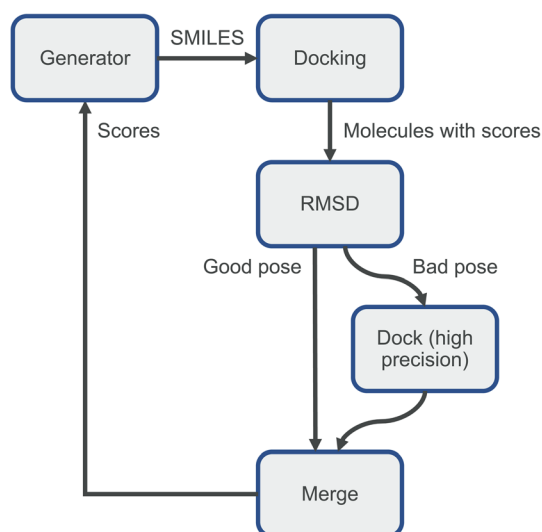 Generator
SMILES
Docking
Scores
Molecules with scores
RMSD
Good pose
Bad pose
Dock (high
precision)
Merge